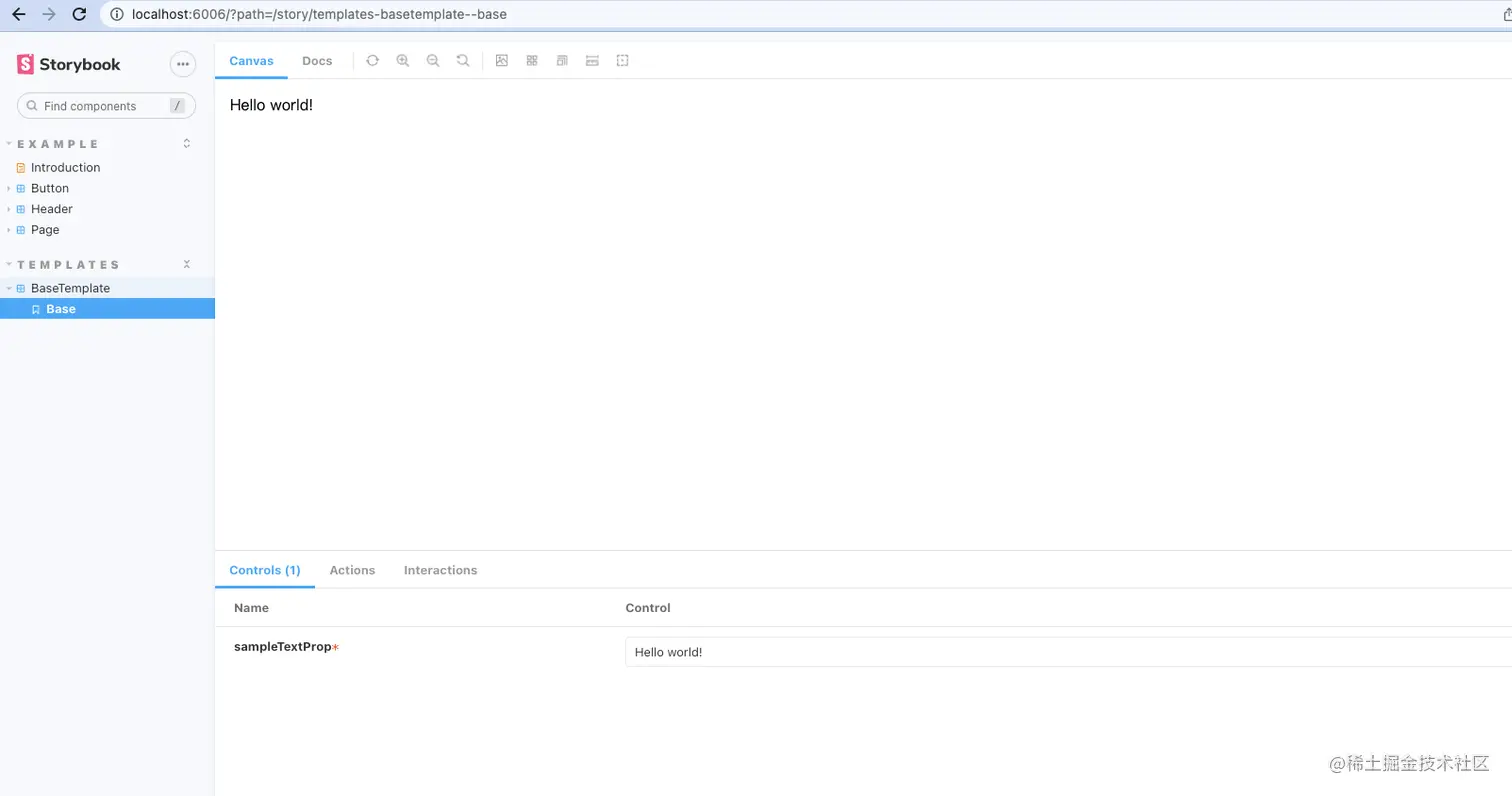 localhost:6006/?path=/story/templates-basetemplate--base
Storybook
Find components /
EXAMPLE
Introduction
Button
Header
Page
TEMPLATES
BaseTemplate
Base
Canvas Docs
Hello world!
Controls (1) Actions Interactions
Name Control
sampleTextProp* Hello world!
@稀土掘金技术社区